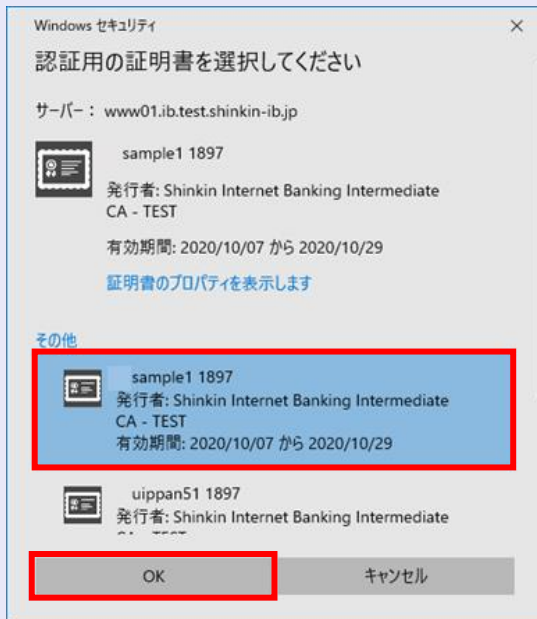 Windows セキュリティ
認証用の証明書を選択してください
サーバー： www01.ib.test.shinkin-ib.jp
sample1 1897
発行者: Shinkin Internet Banking Intermediate
CA - TEST
有効期間: 2020/10/07 から 2020/10/29
証明書のプロパティを表示します
その他
sample1 1897
発行者: Shinkin Internet Banking Intermediate
CA - TEST
有効期間: 2020/10/07 から 2020/10/29
uippan51 1897
発行者: Shinkin Internet Banking Intermediate
OK
キャンセル